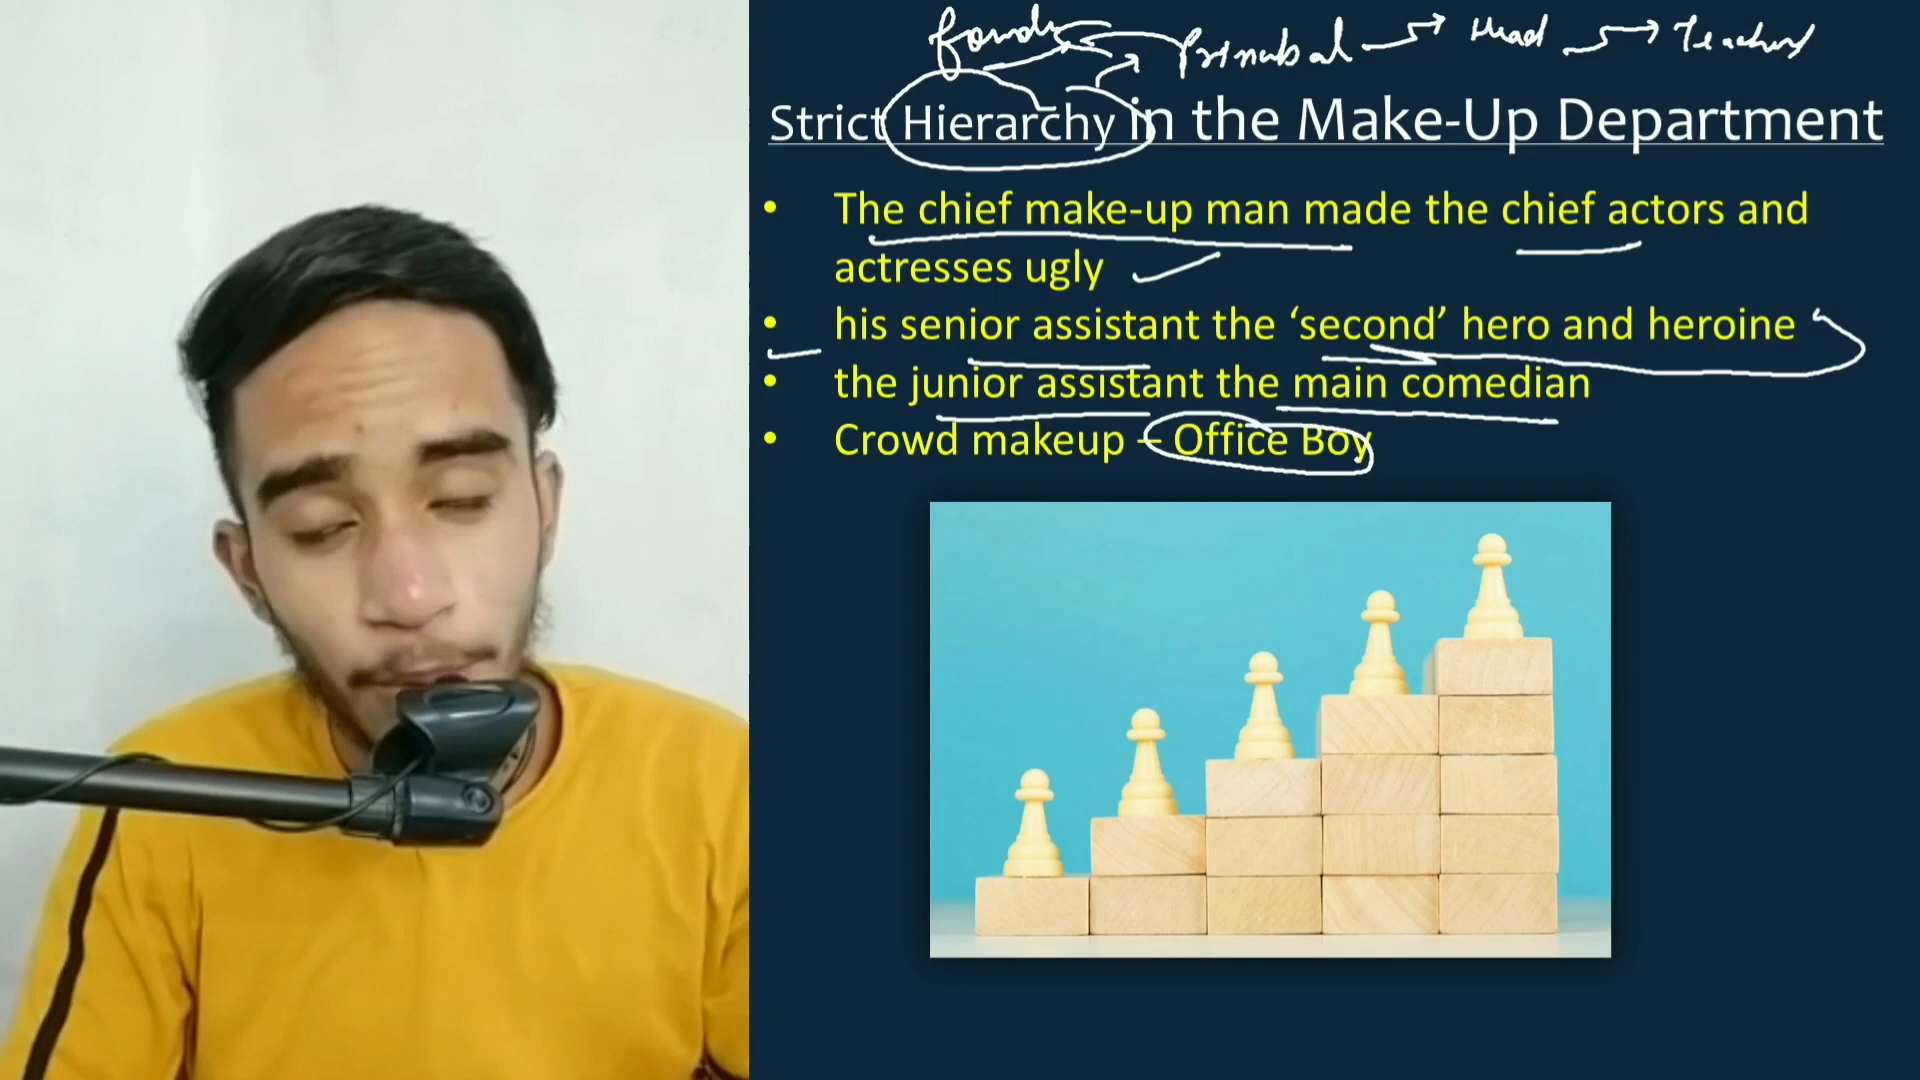 Principal → Head → Teachers
Strict Hierarchy in the Make-Up Department
• The chief make-up man made the chief actors and
actresses ugly
• his senior assistant the ‘second’ hero and heroine
• the junior assistant the main comedian
• Crowd makeup – Office Boy